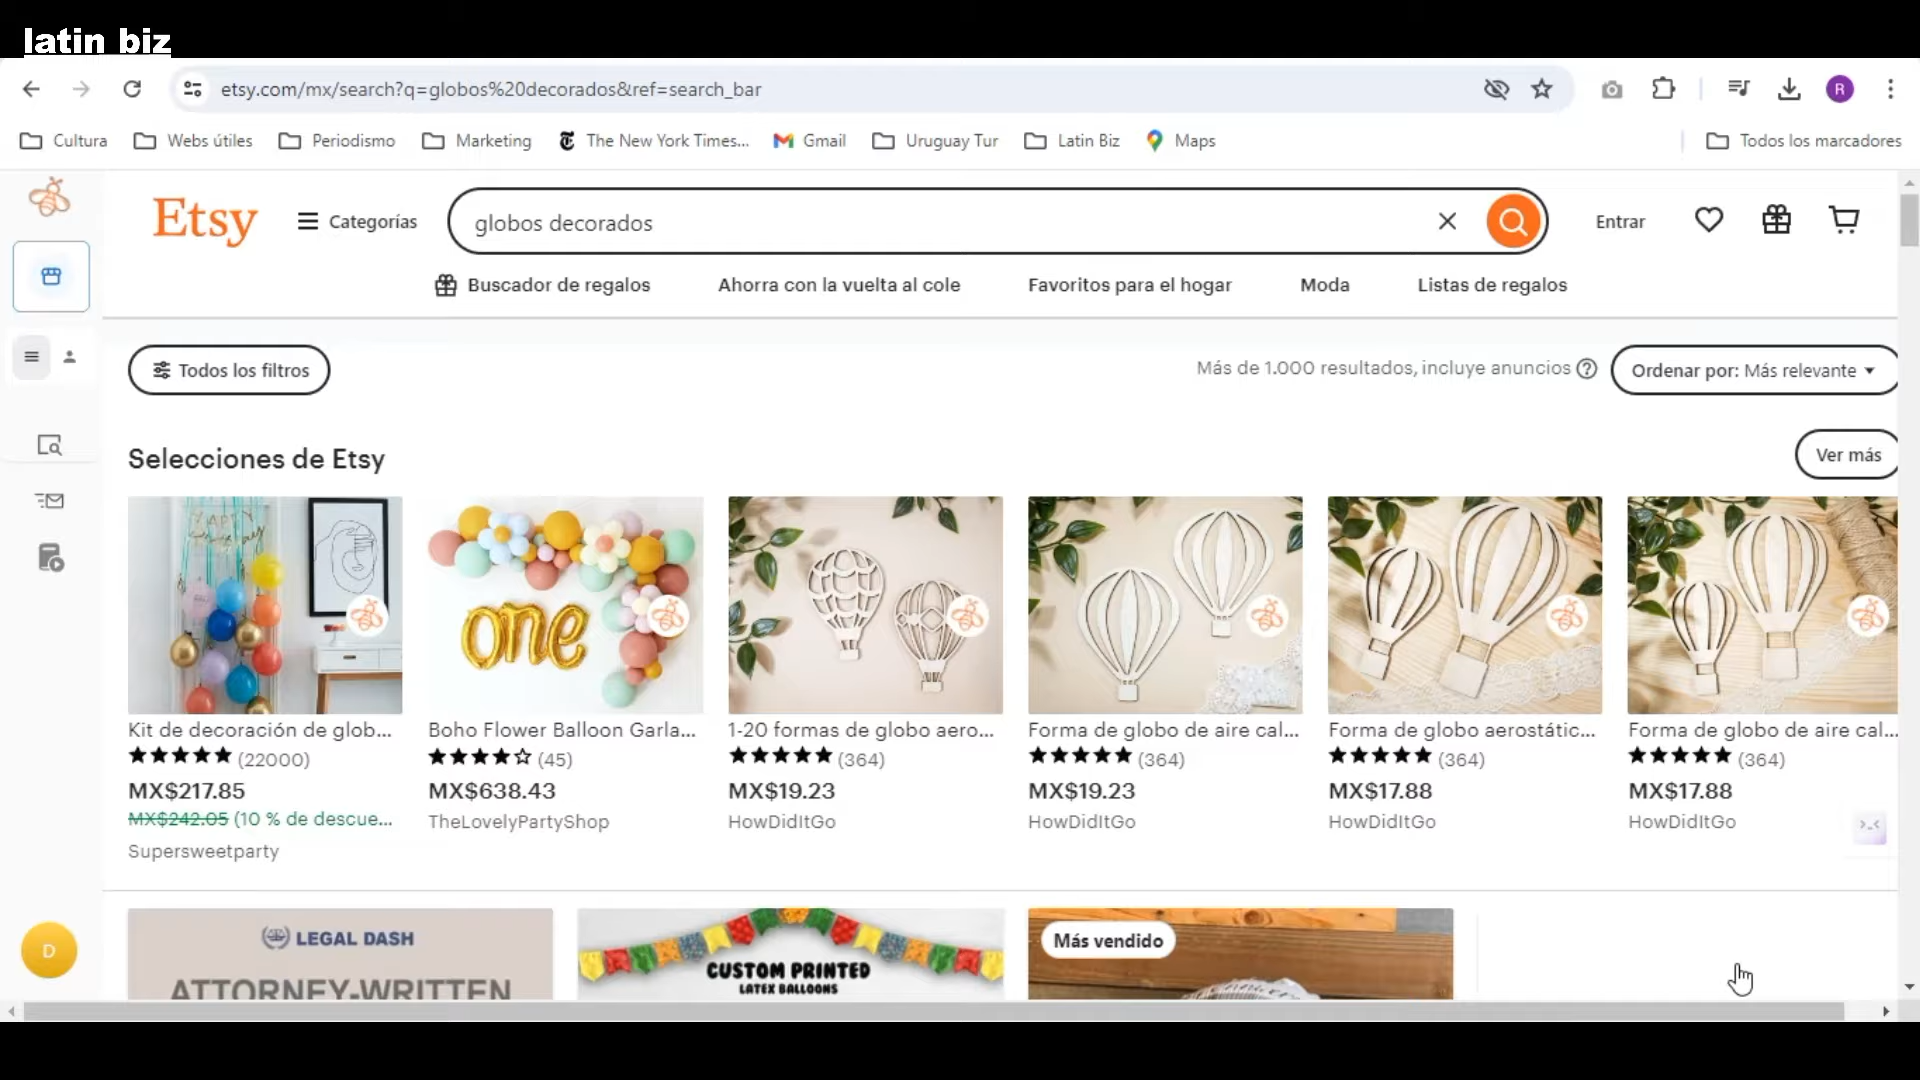 latin biz
etsy.com/mx/search?q=globos%20decorados&ref=search_bar
R
Cultura
Webs útiles
Periodismo
Marketing
The New York Times...
Gmail
Uruguay Tur
Latin Biz
Maps
Todos los marcadores
Etsy
Categorías
globos decorados
Entrar
Buscador de regalos
Ahorra con la vuelta al cole
Favoritos para el hogar
Moda
Listas de regalos
Todos los filtros
Más de 1.000 resultados, incluye anuncios
Ordenar por: Más relevante
Selecciones de Etsy
Ver más
one
Kit de decoración de glob...
(22000)
MX$217.85
MX$242.05 (10 % de descue...
Supersweetparty
Boho Flower Balloon Garla...
(45)
MX$638.43
TheLovelyPartyShop
1-20 formas de globo aero...
(364)
MX$19.23
HowDidItGo
Forma de globo de aire cal...
(364)
MX$19.23
HowDidItGo
Forma de globo aerostátic...
(364)
MX$17.88
HowDidItGo
Forma de globo de aire cal...
(364)
MX$17.88
HowDidItGo
D
LEGAL DASH
ATTORNEY-WRITTEN
CUSTOM PRINTED
LATEX BALLOONS
Más vendido